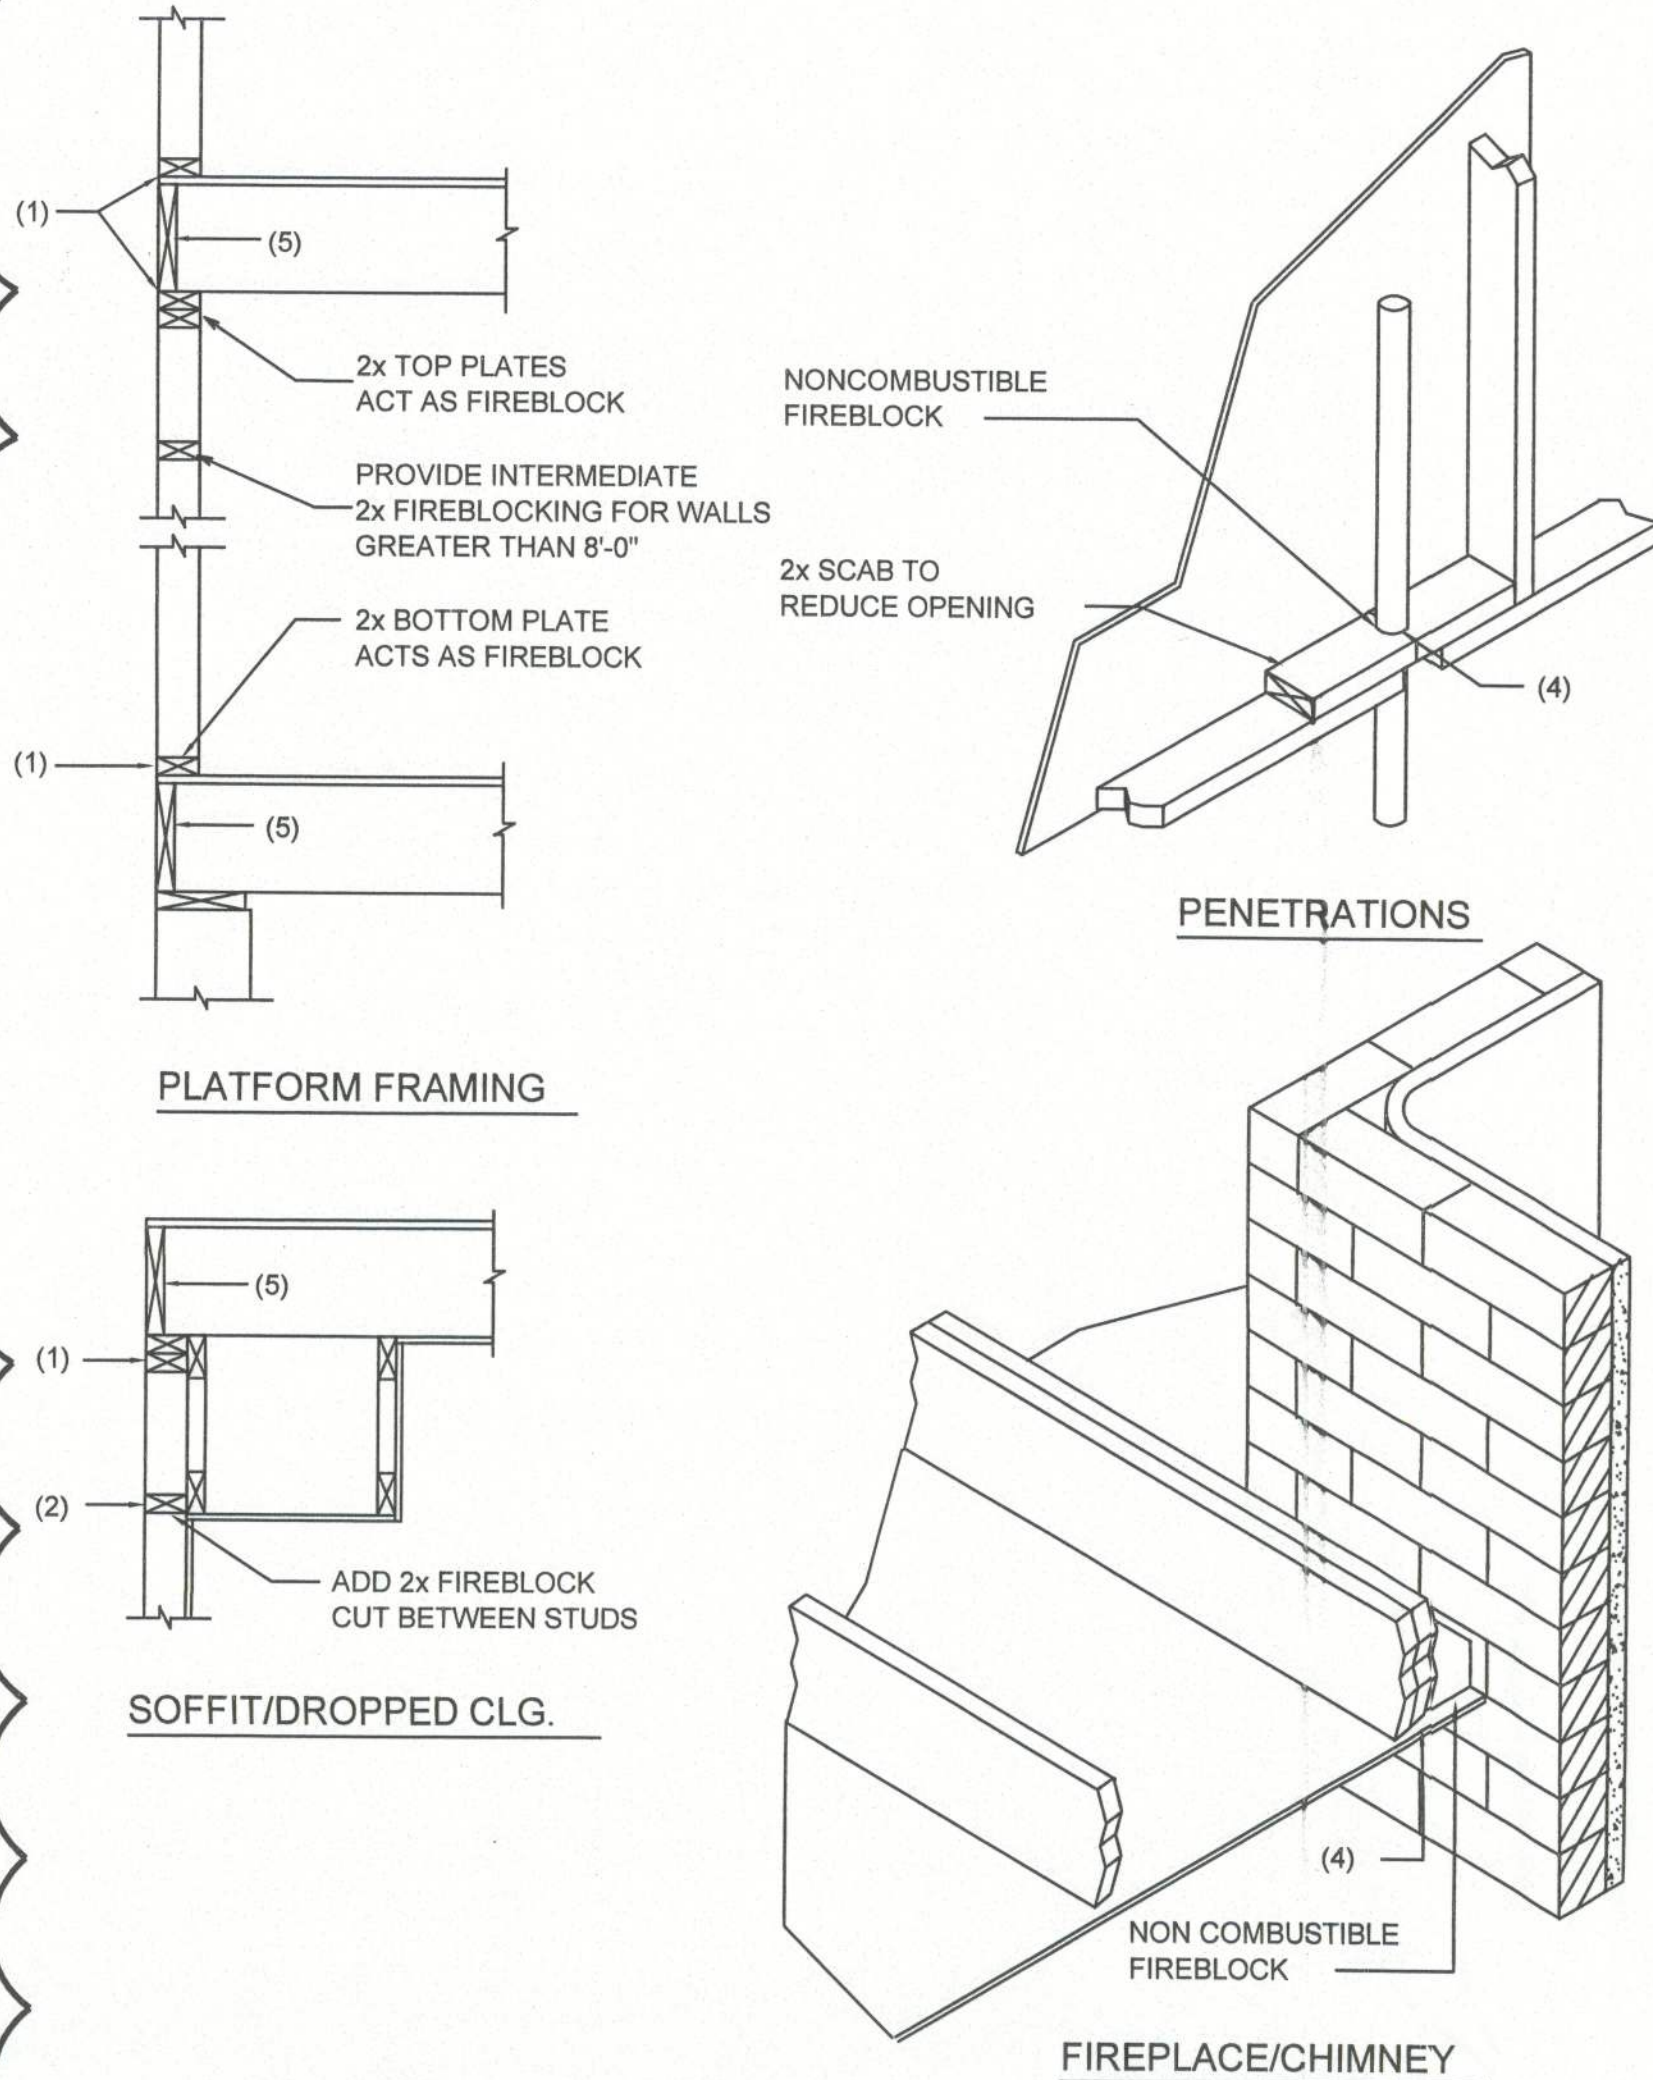 (1)
(5)
2x TOP PLATES
ACT AS FIREBLOCK
PROVIDE INTERMEDIATE
2x FIREBLOCKING FOR WALLS
GREATER THAN 8'-0"
2x BOTTOM PLATE
ACTS AS FIREBLOCK
(1)
(5)
PLATFORM FRAMING
NONCOMBUSTIBLE
FIREBLOCK
2x SCAB TO
REDUCE OPENING
(4)
PENETRATIONS
(5)
(1)
(2)
ADD 2x FIREBLOCK
CUT BETWEEN STUDS
SOFFIT/DROPPED CLG.
(4)
NON COMBUSTIBLE
FIREBLOCK
FIREPLACE/CHIMNEY